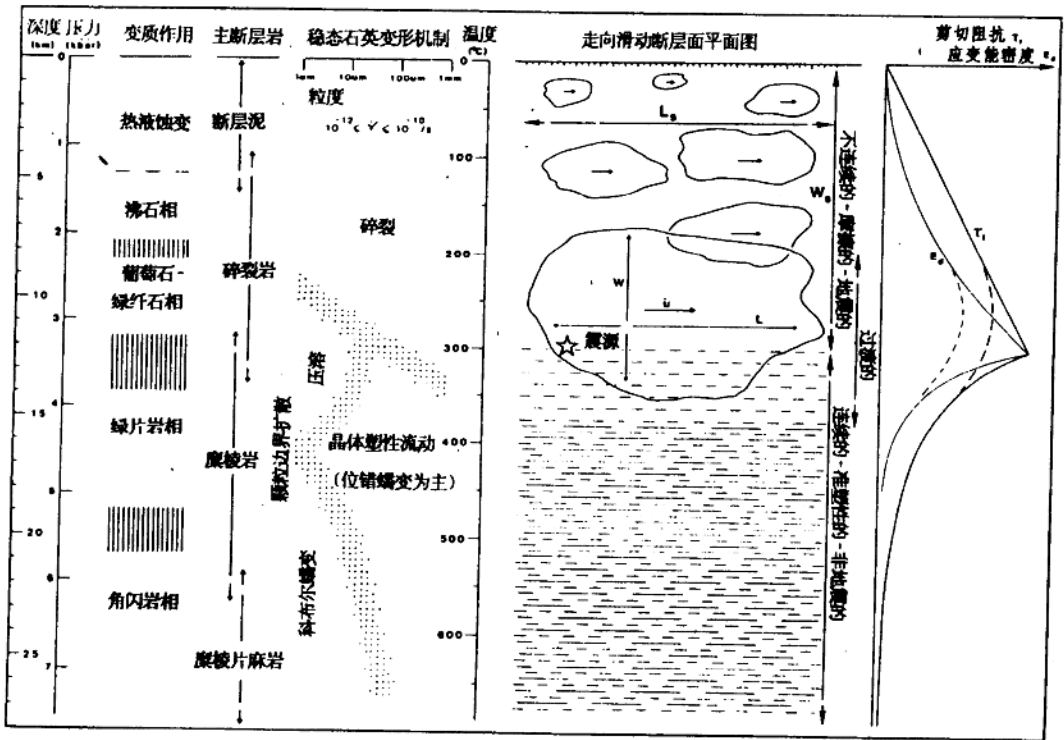 深度 压力
(km) (kbar)
变质作用
主断层岩
稳态石英变形机制
温度
(℃)
走向滑动断层面平面图
剪切阻抗 τ,
应变能密度
0
1
2
3
4
5
6
7
5
10
15
20
25
热液蚀变
沸石相
葡萄石-
绿纤石相
绿片岩相
角闪岩相
断层泥
碎裂岩
糜棱岩
糜棱片麻岩
1um 10um 100um 1mm
粒度
碎裂
压溶
颗粒边界扩散
科布尔蠕变
晶体塑性流动
(位错蠕变为主)
0
100
200
300
400
500
600
Ls
Ws
W
u
L
震源
不连续的-摩擦的-地震的
过渡的
连续的-准塑性的-非地震的